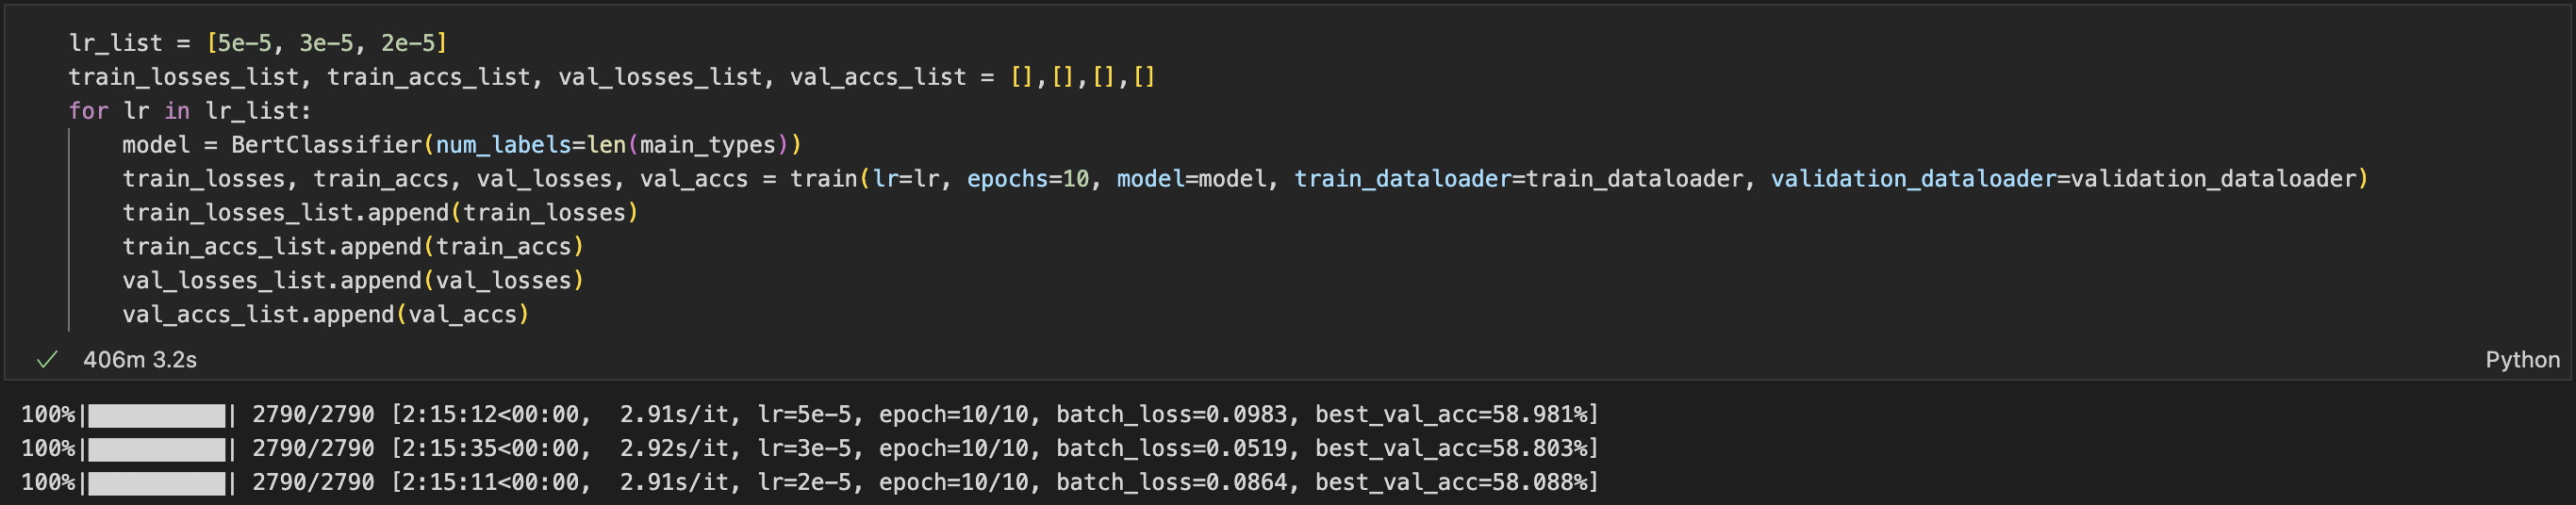 lr_list = [5e-5, 3e-5, 2e-5]
train_losses_list, train_accs_list, val_losses_list, val_accs_list = [],[],[],[]
for lr in lr_list:
    model = BertClassifier(num_labels=len(main_types))
    train_losses, train_accs, val_losses, val_accs = train(lr=lr, epochs=10, model=model, train_dataloader=train_dataloader, validation_dataloader=validation_dataloader)
    train_losses_list.append(train_losses)
    train_accs_list.append(train_accs)
    val_losses_list.append(val_losses)
    val_accs_list.append(val_accs)
✓ 406m 3.2s Python
100%|██████████| 2790/2790 [2:15:12<00:00,  2.91s/it, lr=5e-5, epoch=10/10, batch_loss=0.0983, best_val_acc=58.981%]
100%|██████████| 2790/2790 [2:15:35<00:00,  2.92s/it, lr=3e-5, epoch=10/10, batch_loss=0.0519, best_val_acc=58.803%]
100%|██████████| 2790/2790 [2:15:11<00:00,  2.91s/it, lr=2e-5, epoch=10/10, batch_loss=0.0864, best_val_acc=58.088%]